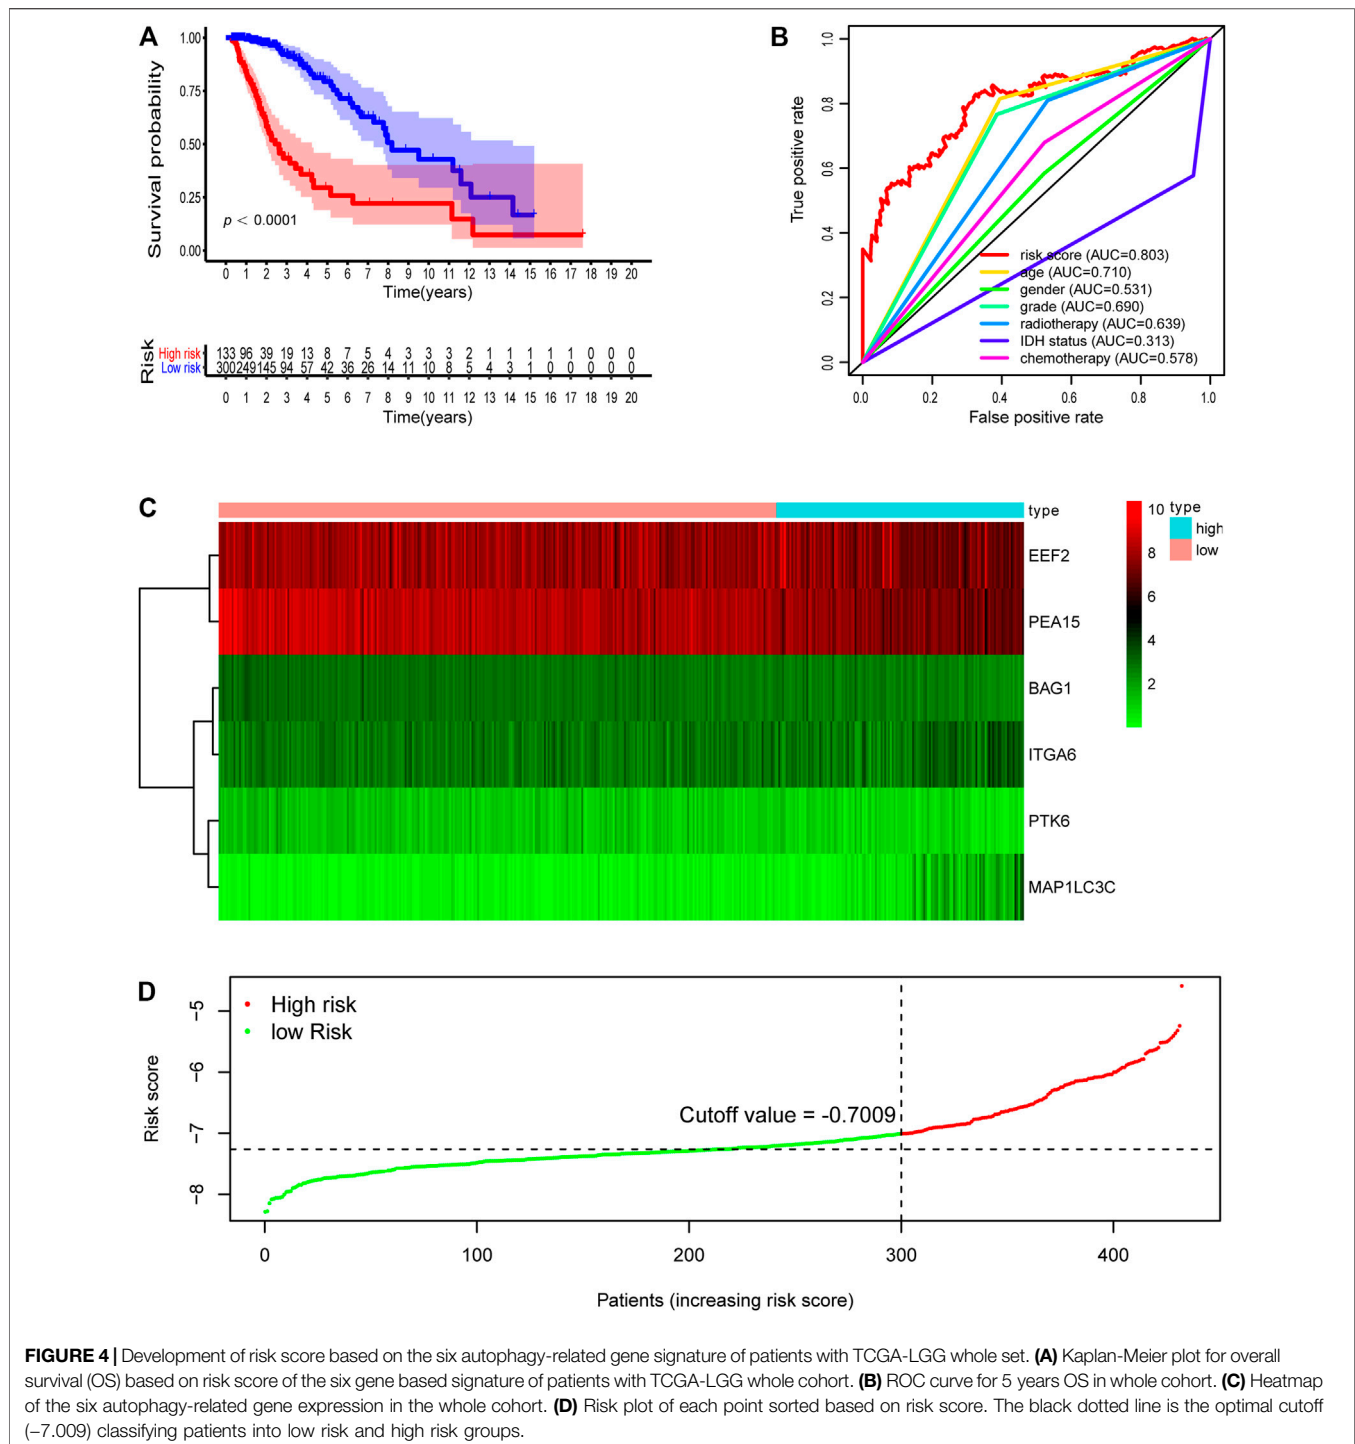 A
1.00
0.75
0.50
0.25
0.00
Survival probability
p < 0.0001
0 1 2 3 4 5 6 7 8 9 10 11 12 13 14 15 16 17 18 19 20
Time(years)
Risk
High risk 133 96 39 19 13 8 7 5 4 3 3 3 2 1 1 1 1 1 0 0 0
Low risk 300 249 145 94 57 42 36 26 14 11 10 8 5 4 3 1 0 0 0 0 0
0 1 2 3 4 5 6 7 8 9 10 11 12 13 14 15 16 17 18 19 20
Time(years)
B
1.0
0.8
0.6
0.4
0.2
0.0
True positive rate
risk score (AUC=0.803)
age (AUC=0.710)
gender (AUC=0.531)
grade (AUC=0.690)
radiotherapy (AUC=0.639)
IDH status (AUC=0.313)
chemotherapy (AUC=0.578)
0.0 0.2 0.4 0.6 0.8 1.0
False positive rate
C
type
EEF2
PEA15
BAG1
ITGA6
PTK6
MAP1LC3C
10
8
6
4
2
type
high
low
D
High risk
low Risk
Cutoff value = -0.7009
−5
−6
−7
−8
Risk score
0 100 200 300 400
Patients (increasing risk score)
FIGURE 4 | Development of risk score based on the six autophagy-related gene signature of patients with TCGA-LGG whole set. (A) Kaplan-Meier plot for overall
survival (OS) based on risk score of the six gene based signature of patients with TCGA-LGG whole cohort. (B) ROC curve for 5 years OS in whole cohort. (C) Heatmap
of the six autophagy-related gene expression in the whole cohort. (D) Risk plot of each point sorted based on risk score. The black dotted line is the optimal cutoff
(−7.009) classifying patients into low risk and high risk groups.